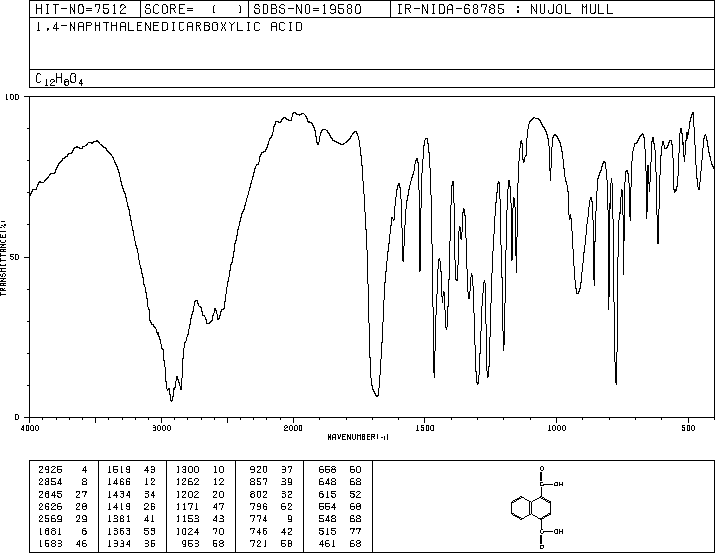 HIT-NO=7512 SCORE= ( ) SDBS-NO=19580 IR-NIDA-68785 : NUJOL MULL
1,4-NAPHTHALENEDICARBOXYLIC ACID
C12H8O4
100
50
0
TRANSMITTANCE(%)
4000 3000 2000 1500 1000 500
WAVENUMBER(-1)
2925 4 1519 43 1300 10 920 37 658 60
2854 8 1466 12 1262 12 857 39 648 68
2645 27 1434 34 1202 20 802 32 615 52
2626 28 1419 26 1171 47 796 62 554 68
2569 29 1381 41 1153 43 774 9 548 68
1681 6 1363 53 1024 70 746 42 515 77
1583 46 1334 36 953 68 721 58 461 68
O
C—OH
C—OH
O